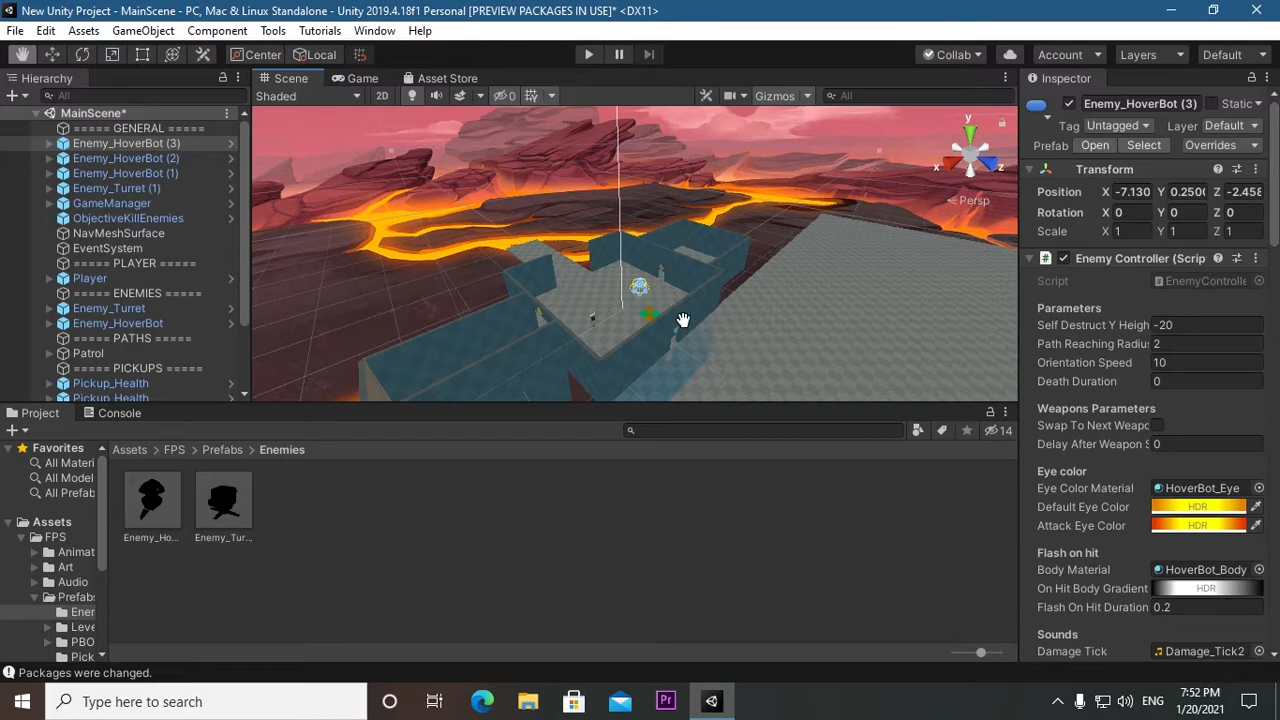 New Unity Project - MainScene - PC, Mac & Linux Standalone - Unity 2019.4.18f1 Personal [PREVIEW PACKAGES IN USE]* <DX11>
File Edit Assets GameObject Component Tools Tutorials Window Help
Center Local Collab Account Layers Default
Hierarchy Scene Game Asset Store Inspector
All Shaded 2D 0 Gizmos All
MainScene*
===== GENERAL =====
Enemy_HoverBot (3)
Enemy_HoverBot (2)
Enemy_HoverBot (1)
Enemy_Turret (1)
GameManager
ObjectiveKillEnemies
NavMeshSurface
EventSystem
===== PLAYER =====
Player
===== ENEMIES =====
Enemy_Turret
Enemy_HoverBot
===== PATHS =====
Patrol
===== PICKUPS =====
Pickup_Health
Pickup_Health
y
x z
Persp
Enemy_HoverBot (3) Static
Tag Untagged Layer Default
Prefab Open Select Overrides
Transform
Position X -7.130 Y 0.2500 Z -2.458
Rotation X 0 Y 0 Z 0
Scale X 1 Y 1 Z 1
# Enemy Controller (Scrip
Script EnemyControlle
Parameters
Self Destruct Y Heigh -20
Path Reaching Radiu 2
Orientation Speed 10
Death Duration 0
Weapons Parameters
Swap To Next Weapo
Delay After Weapon S 0
Eye color
Eye Color Material HoverBot_Eye
Default Eye Color HDR
Attack Eye Color HDR
Flash on hit
Body Material HoverBot_Body
On Hit Body Gradient HDR
Flash On Hit Duration 0.2
Sounds
Damage Tick Damage_Tick2
Project Console
14
Favorites
All Materi
All Model
All Prefab
Assets
FPS
Animat
Art
Audio
Prefabs
Ener
Leve
PBO
Pick
Assets > FPS > Prefabs > Enemies
Enemy_Ho... Enemy_Tur...
Packages were changed.
Type here to search
Pr
ENG
7:52 PM
1/20/2021